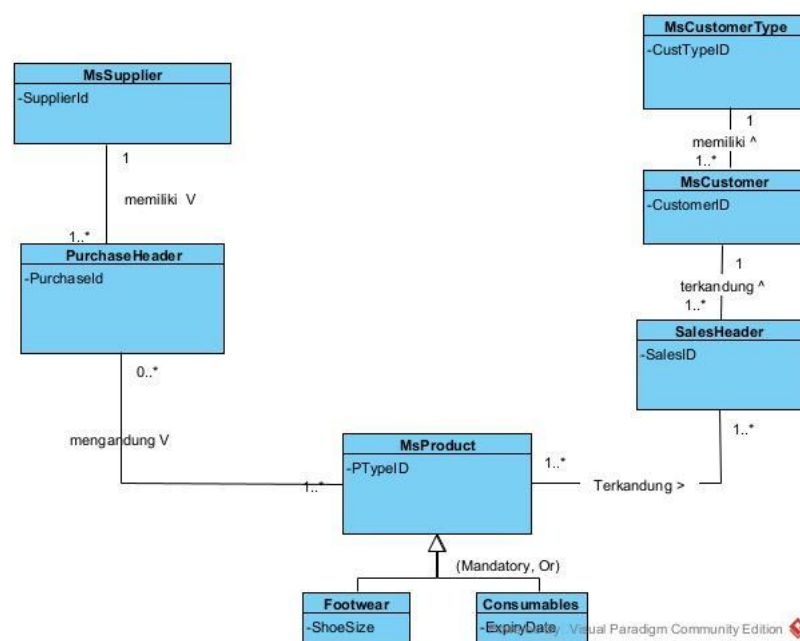 MsSupplier
-SupplierId
1
memiliki V
1..*
PurchaseHeader
-PurchaseId
0..*
mengandung V
1..*
MsCustomerType
-CustTypeID
1
memiliki ^
1..*
MsCustomer
-CustomerID
1
terkandung ^
1..*
SalesHeader
-SalesID
1..*
MsProduct
-PTypeID
1..*
Terkandung >
(Mandatory, Or)
Footwear
-ShoeSize
Consumables
-ExpiryDate
Visual Paradigm Community Edition